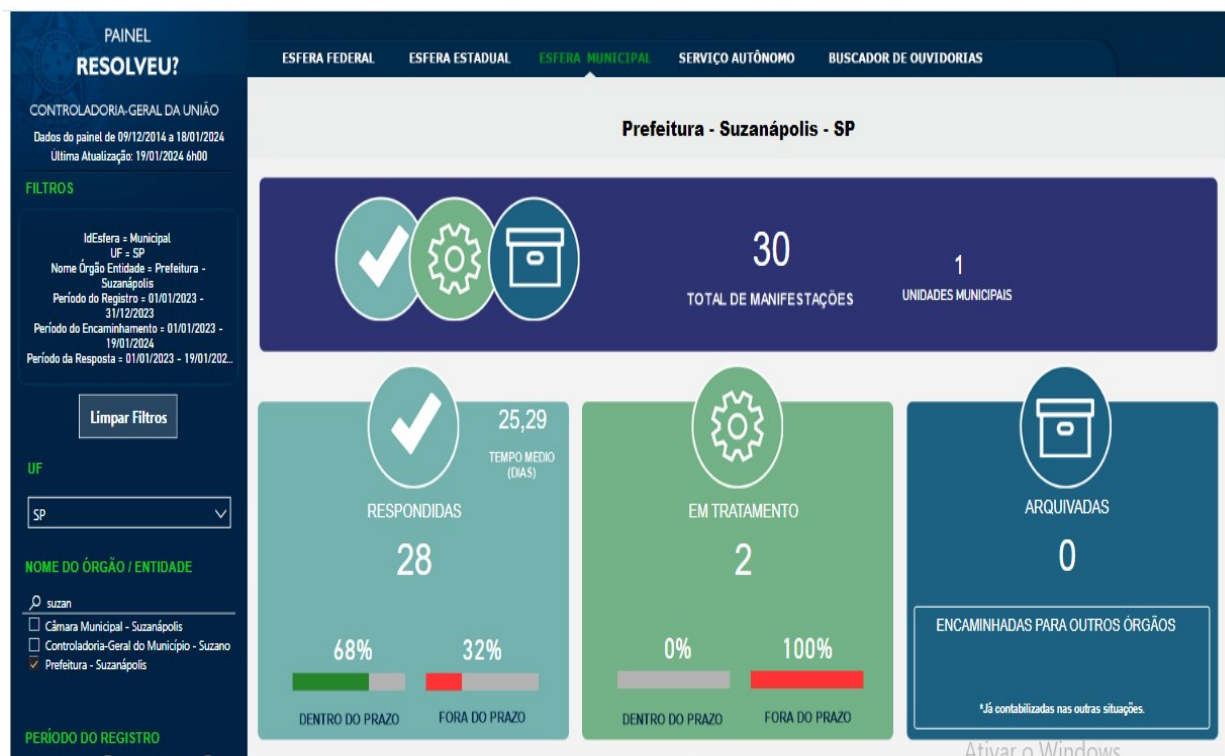 PAINEL
RESOLVEU?
CONTROLADORIA-GERAL DA UNIÃO
Dados do painel de 09/12/2014 a 18/01/2024
Última Atualização: 19/01/2024 6h00
FILTROS
IdEsfera = Municipal
UF = SP
Nome Órgão Entidade = Prefeitura -
Suzanápolis
Período do Registro = 01/01/2023 -
31/12/2023
Período do Encaminhamento = 01/01/2023 -
19/01/2024
Período da Resposta = 01/01/2023 - 19/01/202...
Limpar Filtros
UF
SP
NOME DO ÓRGÃO / ENTIDADE
suzan
Câmara Municipal - Suzanápolis
Controladoria-Geral do Município - Suzano
Prefeitura - Suzanápolis
PERÍODO DO REGISTRO
ESFERA FEDERAL ESFERA ESTADUAL ESFERA MUNICIPAL SERVIÇO AUTÔNOMO BUSCADOR DE OUVIDORIAS
Prefeitura - Suzanápolis - SP
30
TOTAL DE MANIFESTAÇÕES
1
UNIDADES MUNICIPAIS
25,29
TEMPO MÉDIO
(DIAS)
RESPONDIDAS
28
68% 32%
DENTRO DO PRAZO FORA DO PRAZO
EM TRATAMENTO
2
0% 100%
DENTRO DO PRAZO FORA DO PRAZO
ARQUIVADAS
0
ENCAMINHADAS PARA OUTROS ÓRGÃOS
*Já contabilizadas nas outras situações.
Ativar o Windows